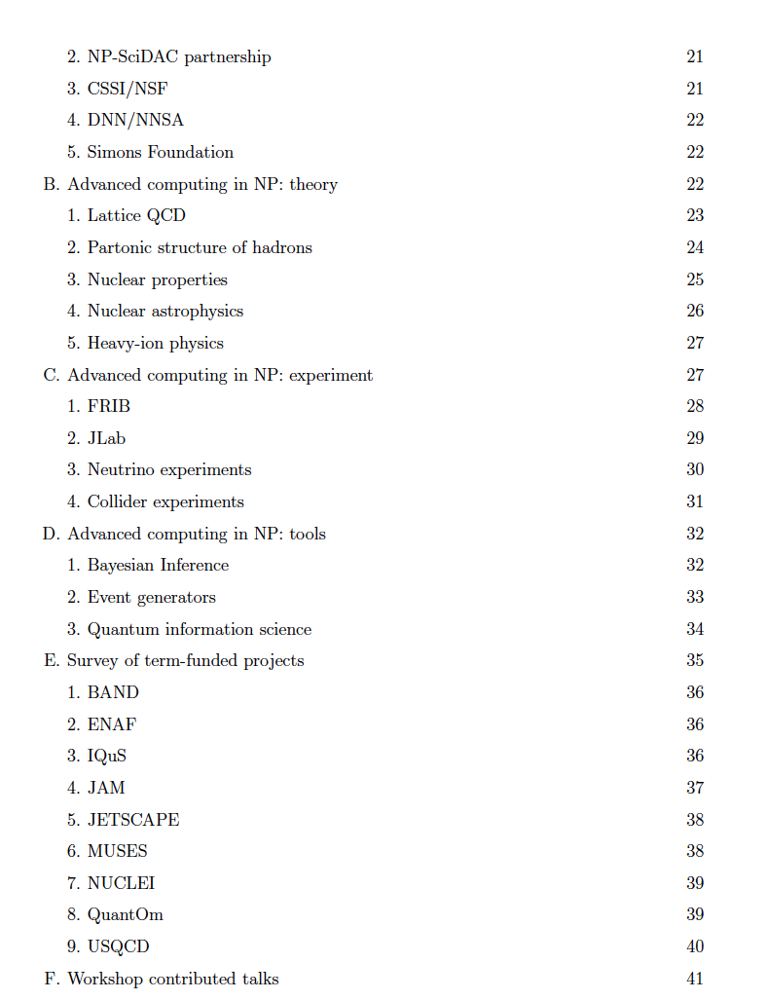 2. NP-SciDAC partnership 21
3. CSSI/NSF 21
4. DNN/NNSA 22
5. Simons Foundation 22
B. Advanced computing in NP: theory 22
1. Lattice QCD 23
2. Partonic structure of hadrons 24
3. Nuclear properties 25
4. Nuclear astrophysics 26
5. Heavy-ion physics 27
C. Advanced computing in NP: experiment 27
1. FRIB 28
2. JLab 29
3. Neutrino experiments 30
4. Collider experiments 31
D. Advanced computing in NP: tools 32
1. Bayesian Inference 32
2. Event generators 33
3. Quantum information science 34
E. Survey of term-funded projects 35
1. BAND 36
2. ENAF 36
3. IQuS 36
4. JAM 37
5. JETSCAPE 38
6. MUSES 38
7. NUCLEI 39
8. QuantOm 39
9. USQCD 40
F. Workshop contributed talks 41